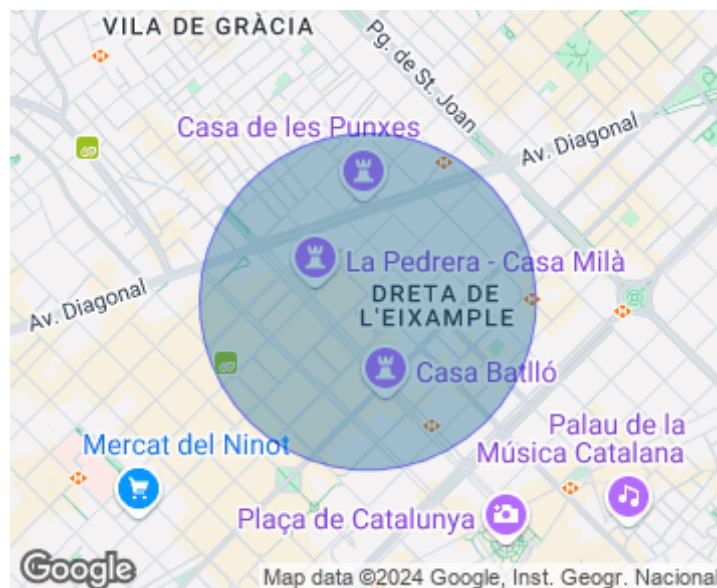 VILA DE GRÀCIA
Pg. de St. Joan
Casa de les Punxes
Av. Diagonal
La Pedrera - Casa Milà
DRETA DE
L'EIXAMPLE
Av. Diagonal
Casa Batlló
Mercat del Ninot
Palau de la
Música Catalana
Plaça de Catalunya
Google
Map data ©2024 Google, Inst. Geogr. Nacional